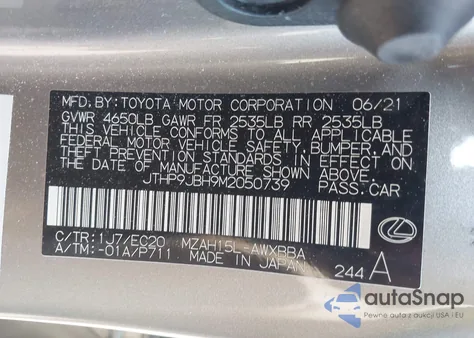 MFD. BY: TOYOTA MOTOR CORPORATION 06/21
GVWR 4650LB GAWR FR 2535LB RR 2535LB
THIS VEHICLE CONFORMS TO ALL APPLICABLE
FEDERAL MOTOR VEHICLE SAFETY, BUMPER, AND
THEFT PREVENTION STANDARDS IN EFFECT ON
THE DATE OF MANUFACTURE SHOWN ABOVE.
JTHP9JBH9M2050739 PASS. CAR
C/TR: 1J7/EC20 MZAH15L-AWXRBA
A/TM: -01A/P711 MADE IN JAPAN 244 A
autoSnap
Pewne auto z aukcji USA i EU